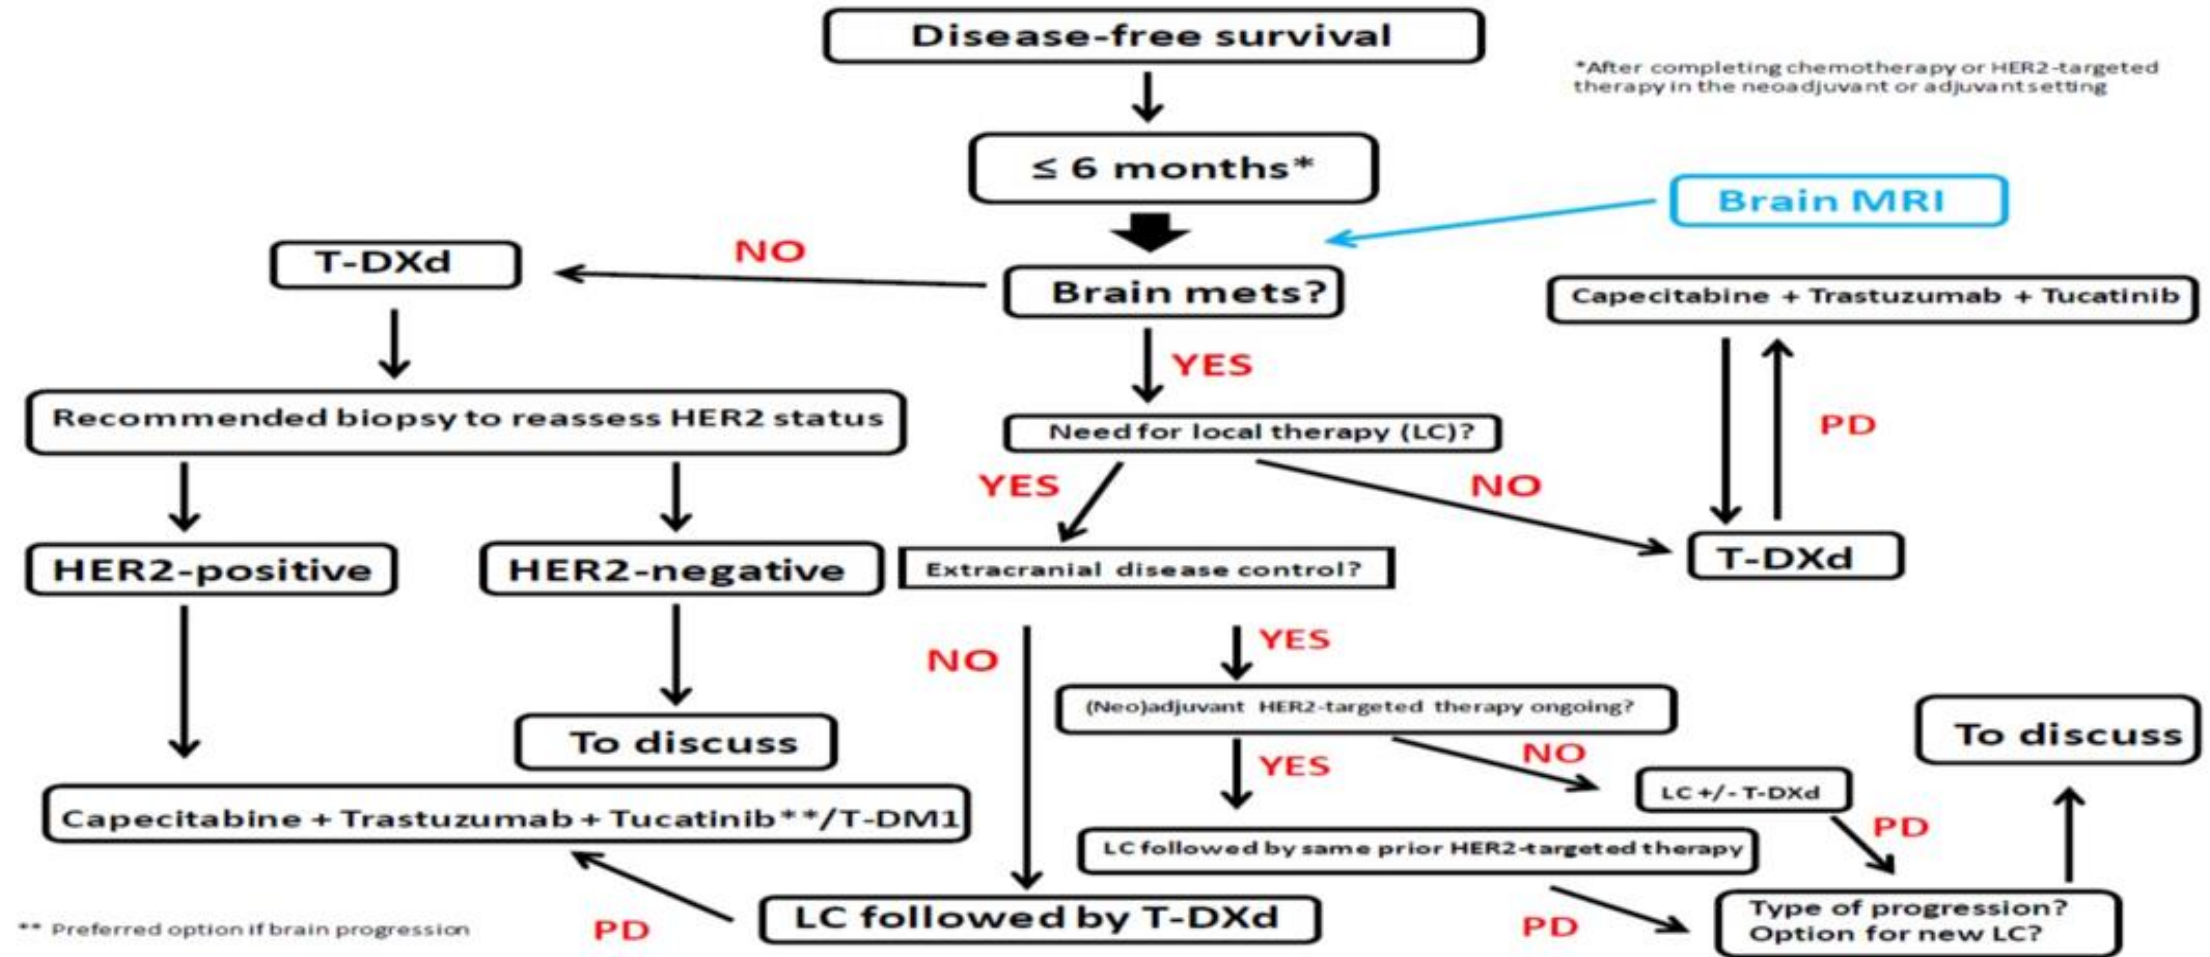 Disease-free survival
*After completing chemotherapy or HER2-targeted
therapy in the neoadjuvant or adjuvant setting
≤ 6 months*
Brain MRI
NO
T-DXd
Brain mets?
Capecitabine + Trastuzumab + Tucatinib
YES
Recommended biopsy to reassess HER2 status
Need for local therapy (LC)?
PD
YES
NO
HER2-positive
HER2-negative
Extracranial disease control?
T-DXd
NO
YES
(Neo)adjuvant HER2-targeted therapy ongoing?
To discuss
To discuss
YES
NO
LC +/- T-DXd
Capecitabine + Trastuzumab + Tucatinib**/T-DM1
PD
LC followed by same prior HER2-targeted therapy
** Preferred option if brain progression
PD
LC followed by T-DXd
PD
Type of progression?
Option for new LC?